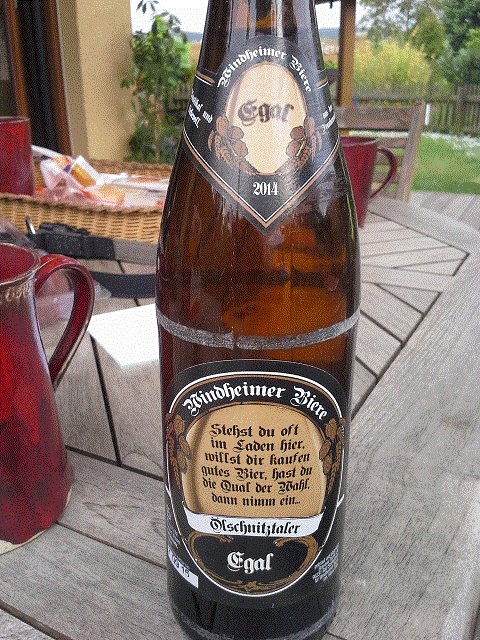 Windheimer Biere
Egal
2014
Windheimer Biere
Stehst du oft
im Laden hier,
willst dir kaufen
gutes Bier, hast du
die Qual der Wahl,
dann nimm ein...
Ölschnitztaler
Egal